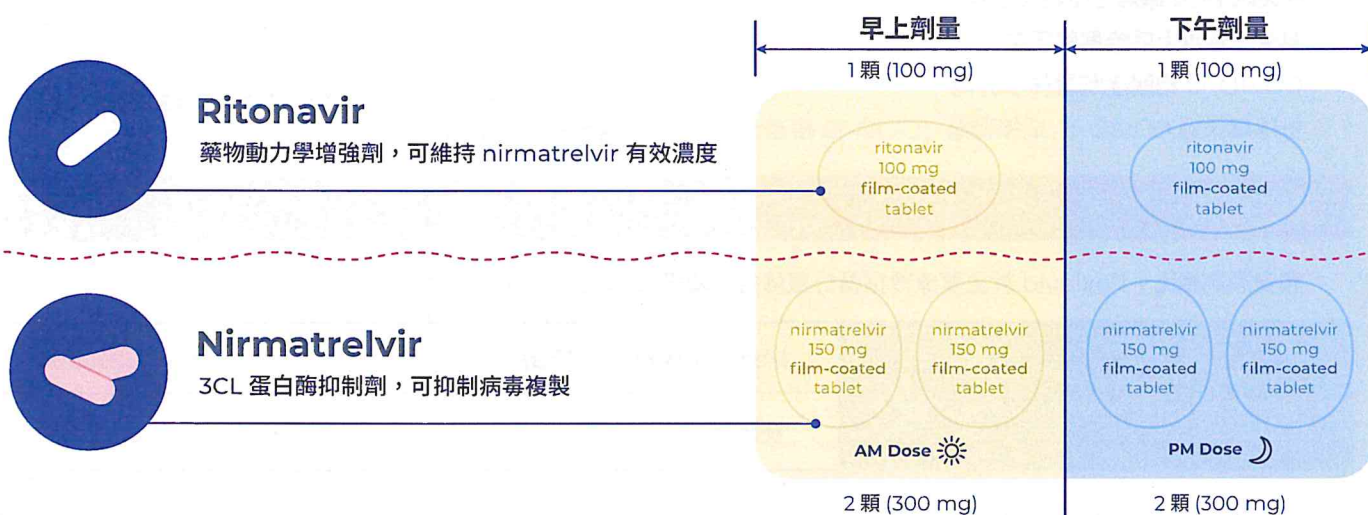 早上劑量
下午劑量
1 顆 (100 mg)
1 顆 (100 mg)
Ritonavir
藥物動力學增強劑，可維持 nirmatrelvir 有效濃度
ritonavir
100 mg
film-coated
tablet
ritonavir
100 mg
film-coated
tablet
Nirmatrelvir
3CL 蛋白酶抑制劑，可抑制病毒複製
nirmatrelvir
150 mg
film-coated
tablet
nirmatrelvir
150 mg
film-coated
tablet
nirmatrelvir
150 mg
film-coated
tablet
nirmatrelvir
150 mg
film-coated
tablet
AM Dose
PM Dose
2 顆 (300 mg)
2 顆 (300 mg)